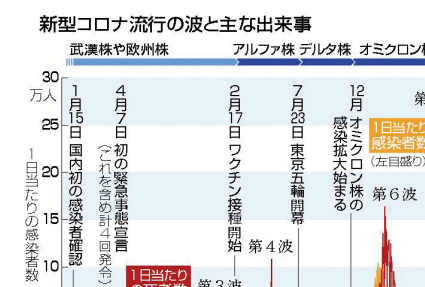 新型コロナ流行の波と主な出来事
武漢株や欧州株
アルファ株
デルタ株
オミクロン株
30
万人
25
20
15
10
1日当たりの感染者数
1月15日 国内初の感染者確認
4月7日 初の緊急事態宣言
(これを含め計4回発令)
2月17日 ワクチン接種開始
7月23日 東京五輪開幕
12月 オミクロン株の
感染拡大始まる
第
1日当たり
感染者数
(左目盛り)
第6波
第4波
第3波
1日当たり